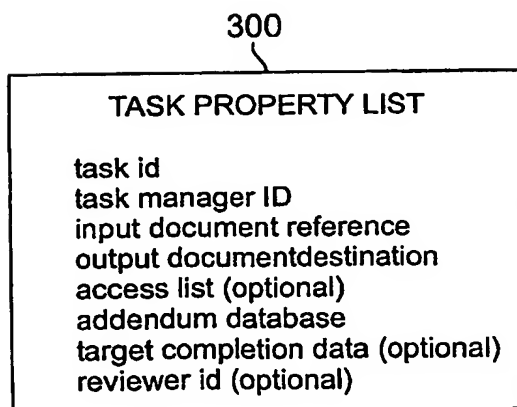 300
TASK PROPERTY LIST
task id
task manager ID
input document reference
output documentdestination
access list (optional)
addendum database
target completion data (optional)
reviewer id (optional)